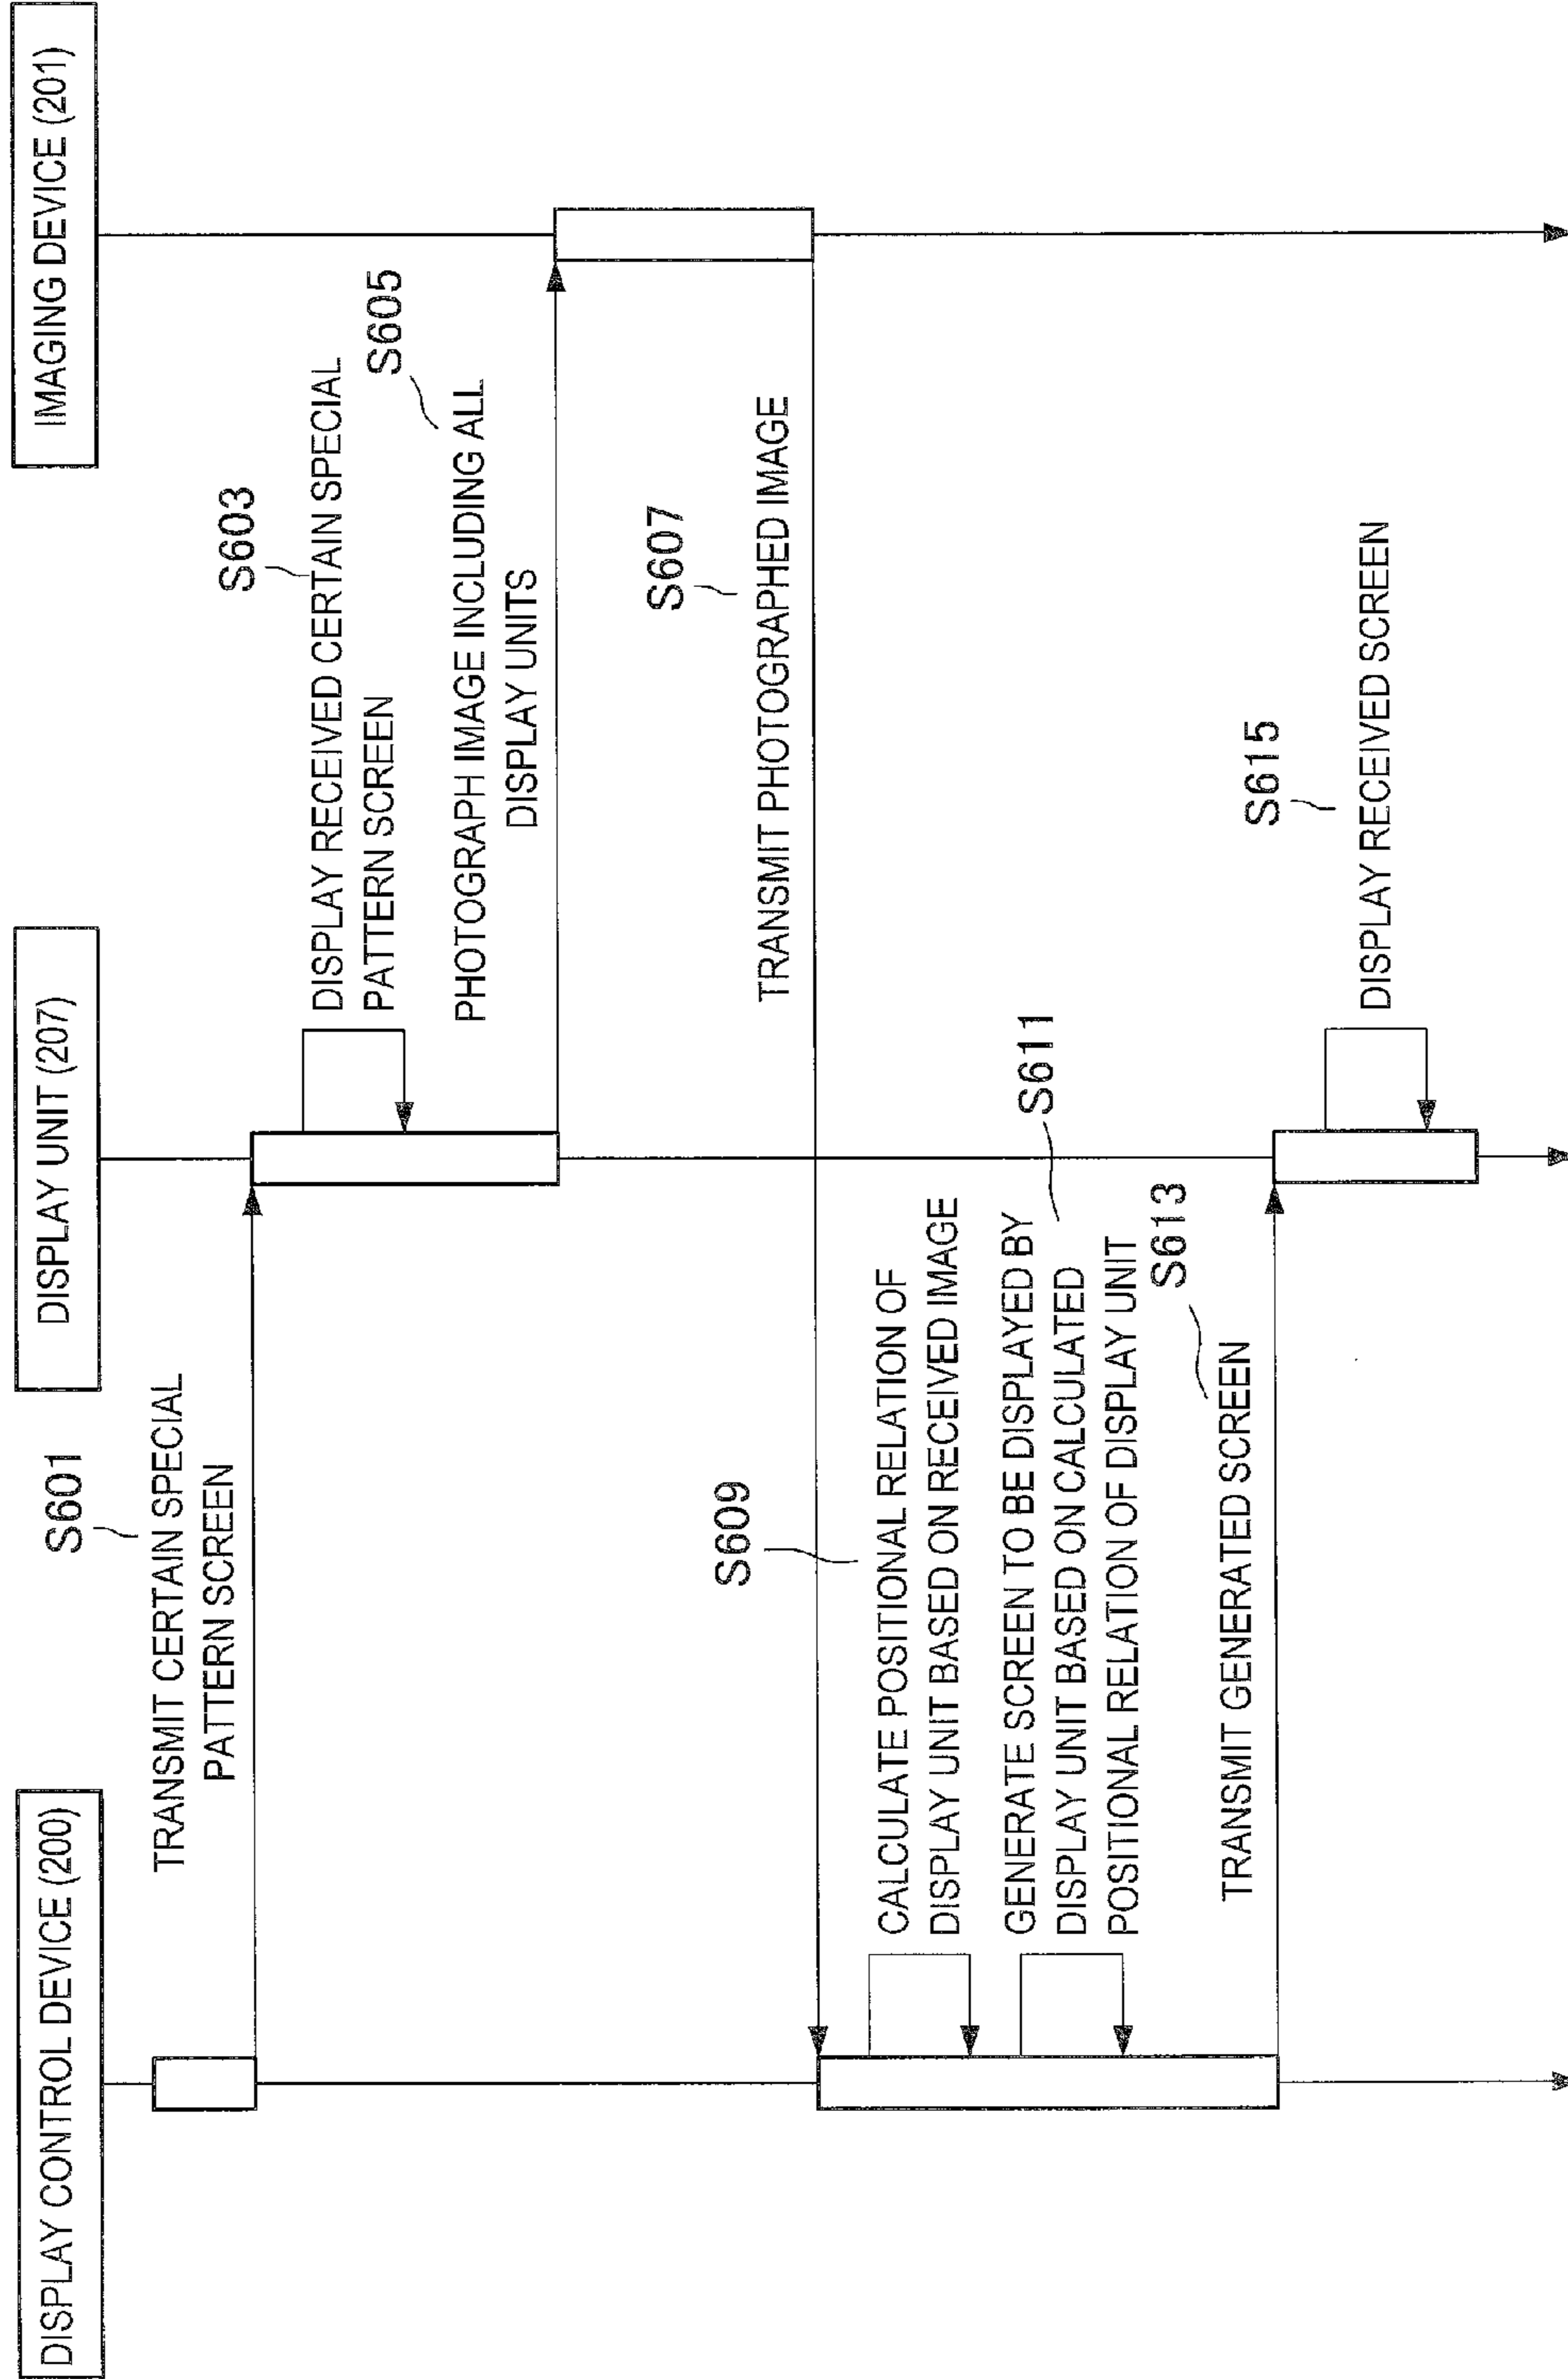 DISPLAY CONTROL DEVICE (200)
DISPLAY UNIT (207)
IMAGING DEVICE (201)
S601
TRANSMIT CERTAIN SPECIAL
PATTERN SCREEN
S603
DISPLAY RECEIVED CERTAIN SPECIAL
PATTERN SCREEN
S605
PHOTOGRAPH IMAGE INCLUDING ALL
DISPLAY UNITS
S607
TRANSMIT PHOTOGRAPHED IMAGE
S609
CALCULATE POSITIONAL RELATION OF
DISPLAY UNIT BASED ON RECEIVED IMAGE
S611
GENERATE SCREEN TO BE DISPLAYED BY
DISPLAY UNIT BASED ON CALCULATED
POSITIONAL RELATION OF DISPLAY UNIT
S613
TRANSMIT GENERATED SCREEN
S615
DISPLAY RECEIVED SCREEN